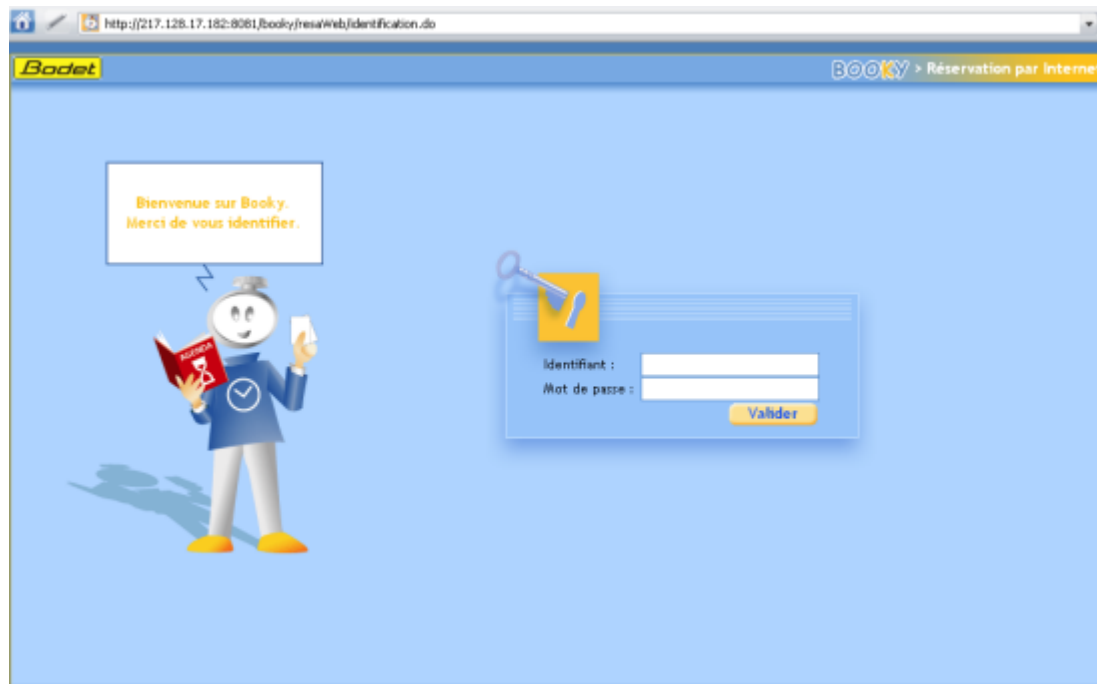 http://217.128.17.182:8081/booky/resaWeb/identification.do
Bodet
BOOKY > Réservation par Interne
Bienvenue sur Booky.
Merci de vous identifier.
AGENDA
Identifiant :
Mot de passe :
Valider